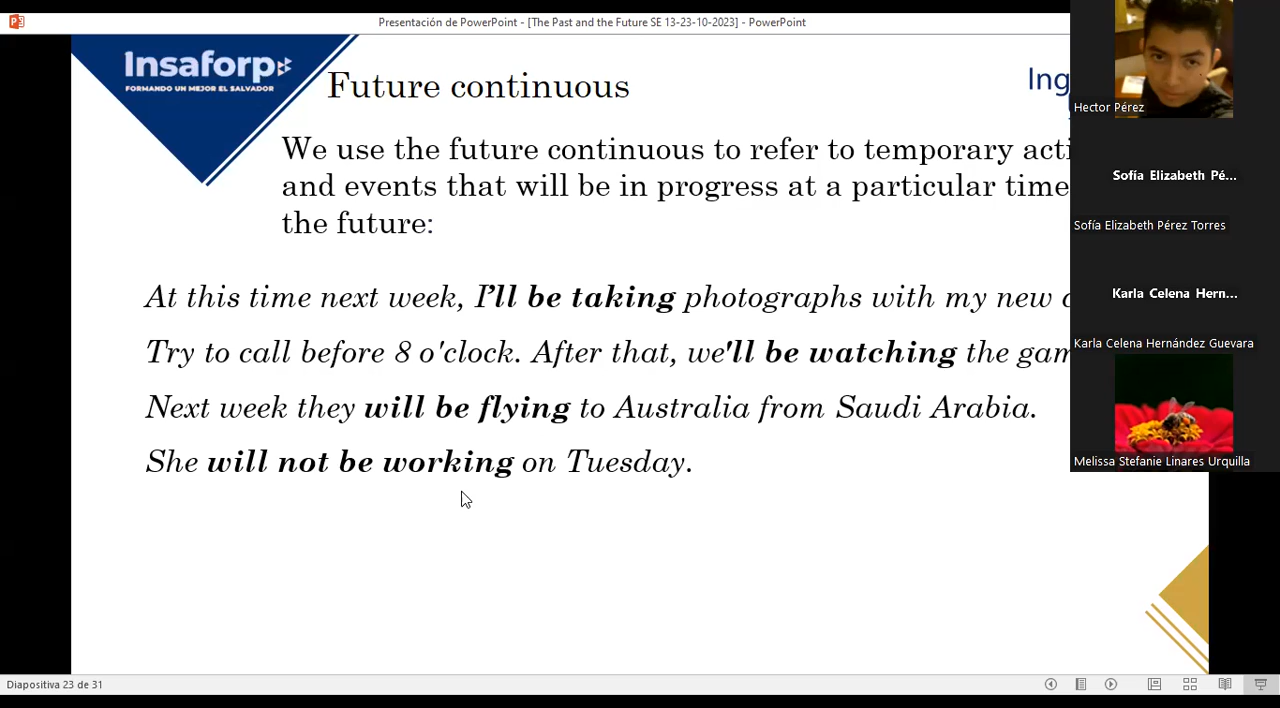 Presentación de PowerPoint - [The Past and the Future SE 13-23-10-2023] - PowerPoint
Insaforp
FORMANDO UN MEJOR EL SALVADOR
Future continuous
Ing
We use the future continuous to refer to temporary acti
and events that will be in progress at a particular time
the future:
At this time next week, I'll be taking photographs with my new
Try to call before 8 o'clock. After that, we'll be watching the gam
Next week they will be flying to Australia from Saudi Arabia.
She will not be working on Tuesday.
Hector Pérez
Sofía Elizabeth Pé...
Sofía Elizabeth Pérez Torres
Karla Celena Hern...
Karla Celena Hernández Guevara
Melissa Stefanie Linares Urquilla
Diapositiva 23 de 31